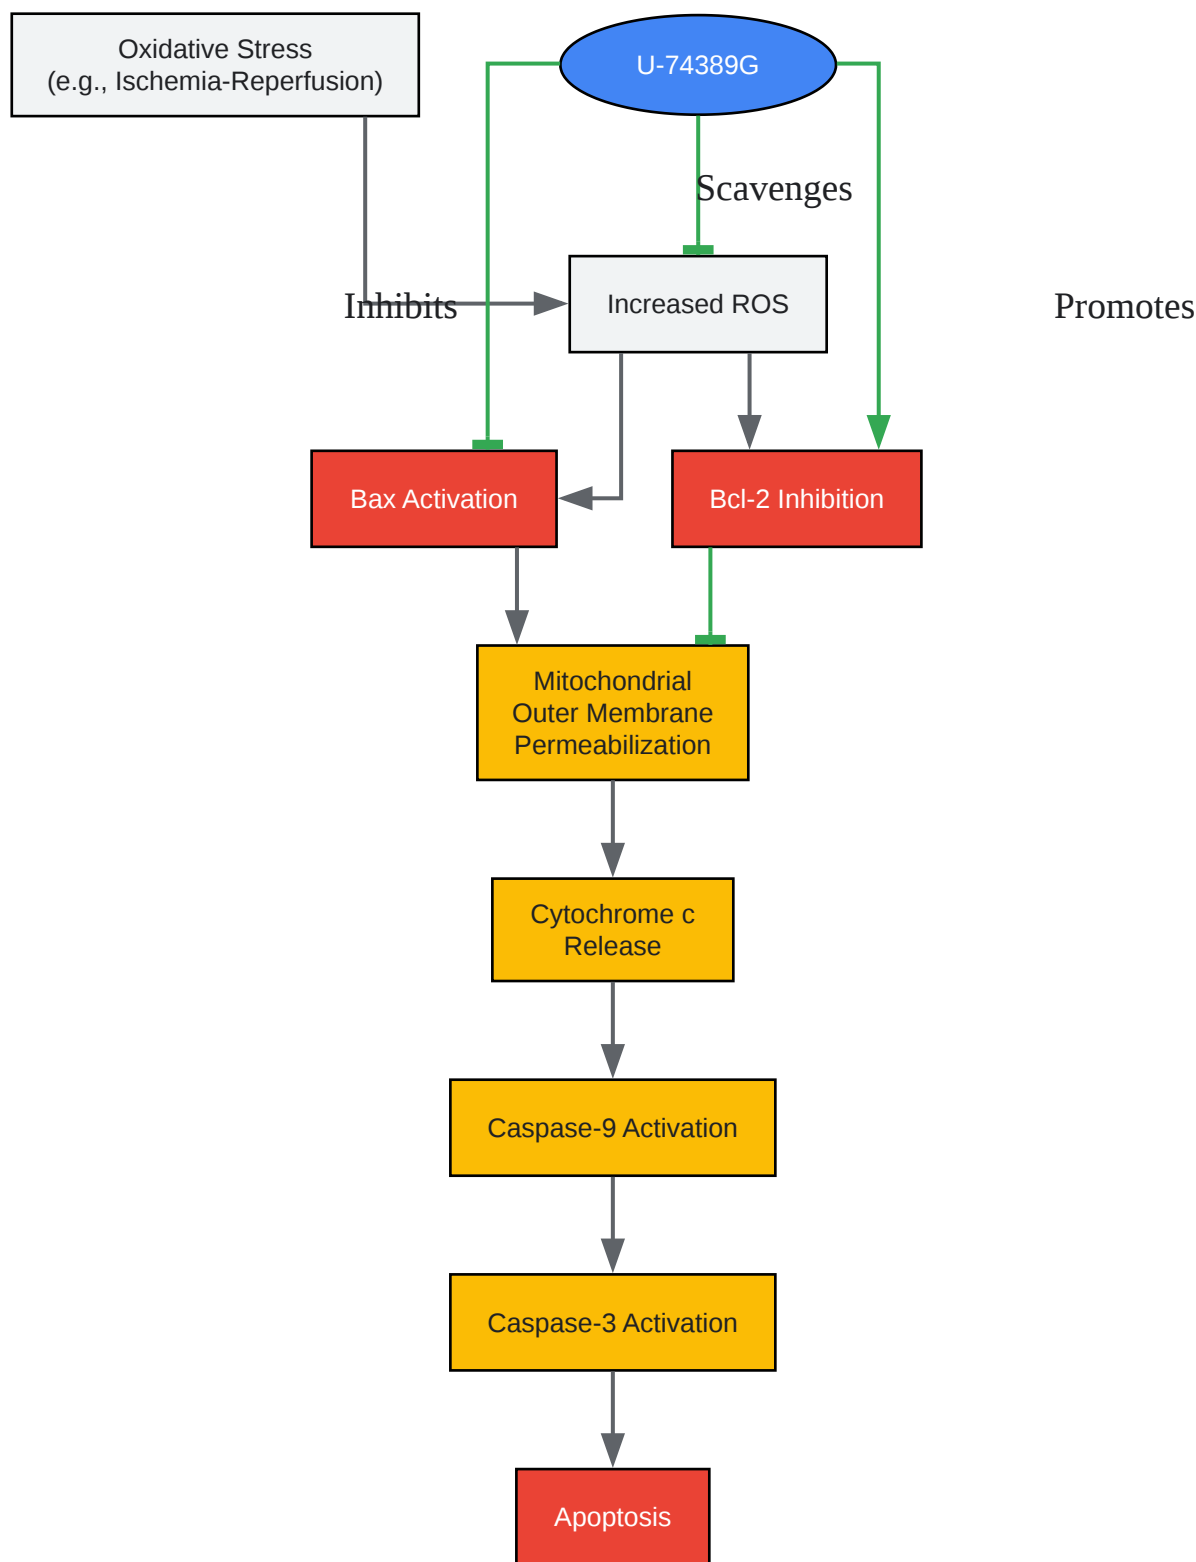 Oxidative Stress
(e.g., Ischemia-Reperfusion)
U-74389G
Scavenges
Inhibits
Increased ROS
Promotes
Bax Activation
Bcl-2 Inhibition
Mitochondrial
Outer Membrane
Permeabilization
Cytochrome c
Release
Caspase-9 Activation
Caspase-3 Activation
Apoptosis